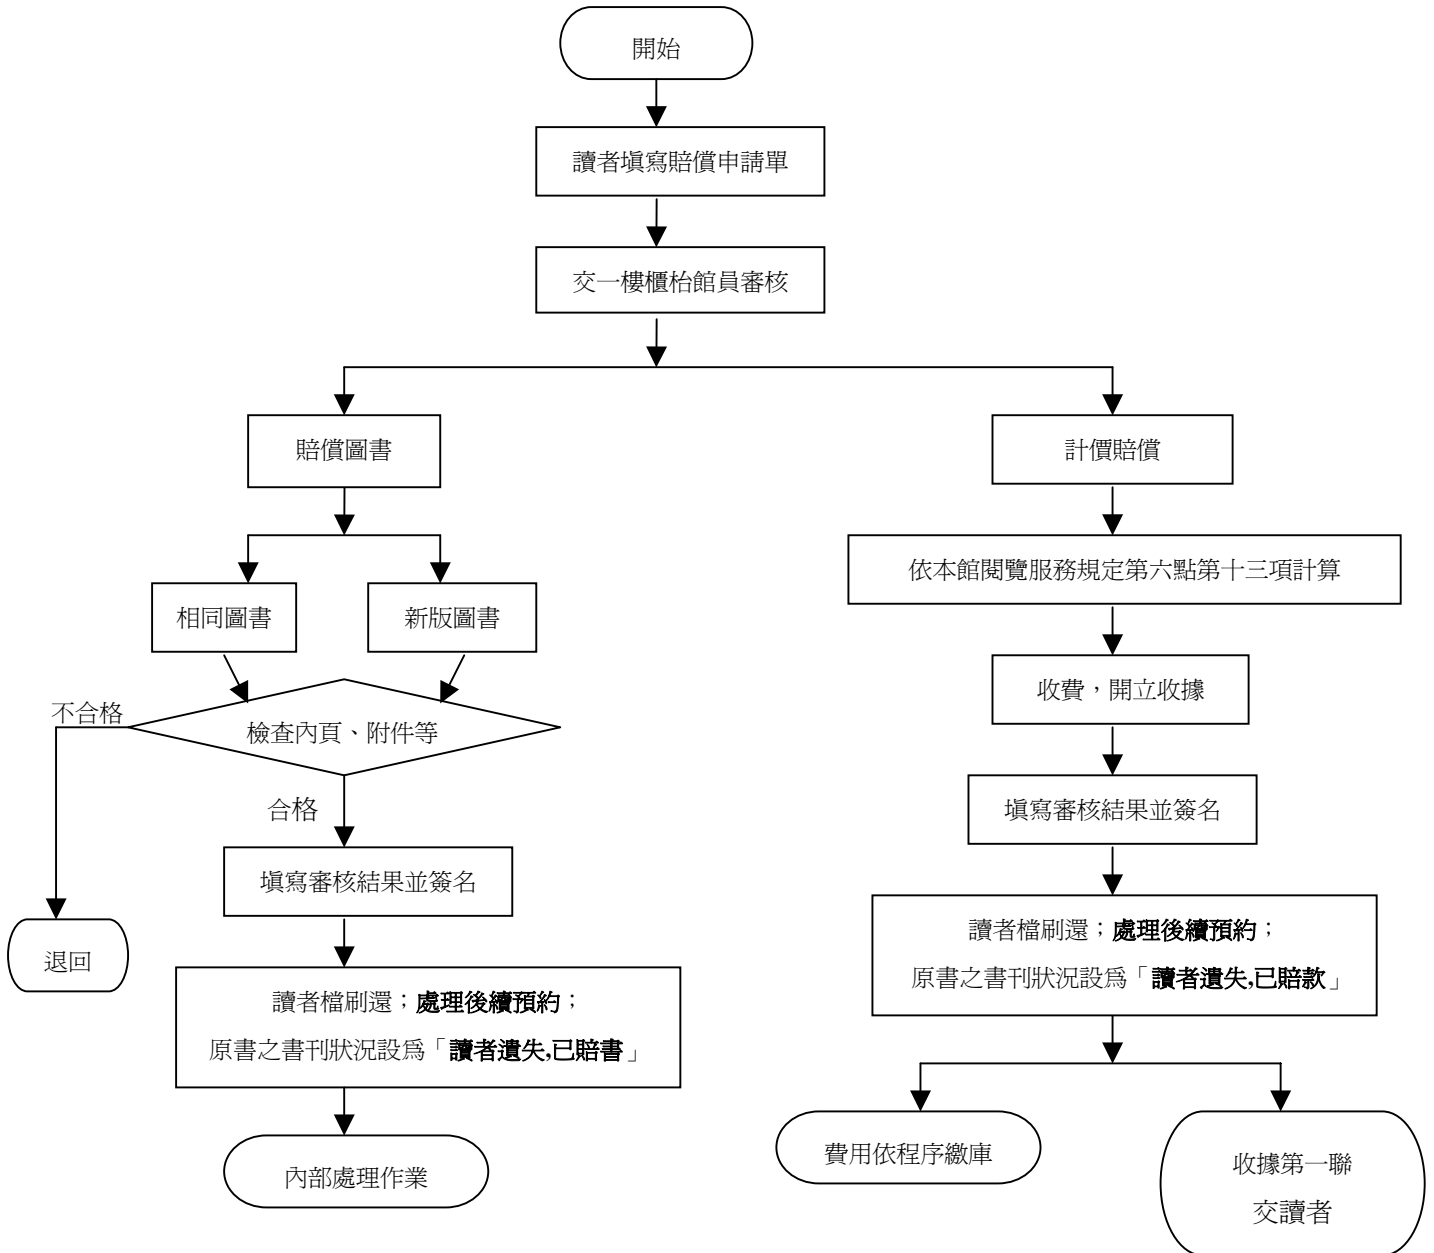 開始
讀者填寫賠償申請單
交一樓櫃枱館員審核
賠償圖書
計價賠償
依本館閱覽服務規定第六點第十三項計算
相同圖書
新版圖書
收費，開立收據
不合格
檢查內頁、附件等
合格
填寫審核結果並簽名
填寫審核結果並簽名
退回
讀者檔刷還；處理後續預約；
原書之書刊狀況設為「讀者遺失,已賠款」
讀者檔刷還；處理後續預約；
原書之書刊狀況設為「讀者遺失,已賠書」
費用依程序繳庫
收據第一聯
交讀者
內部處理作業